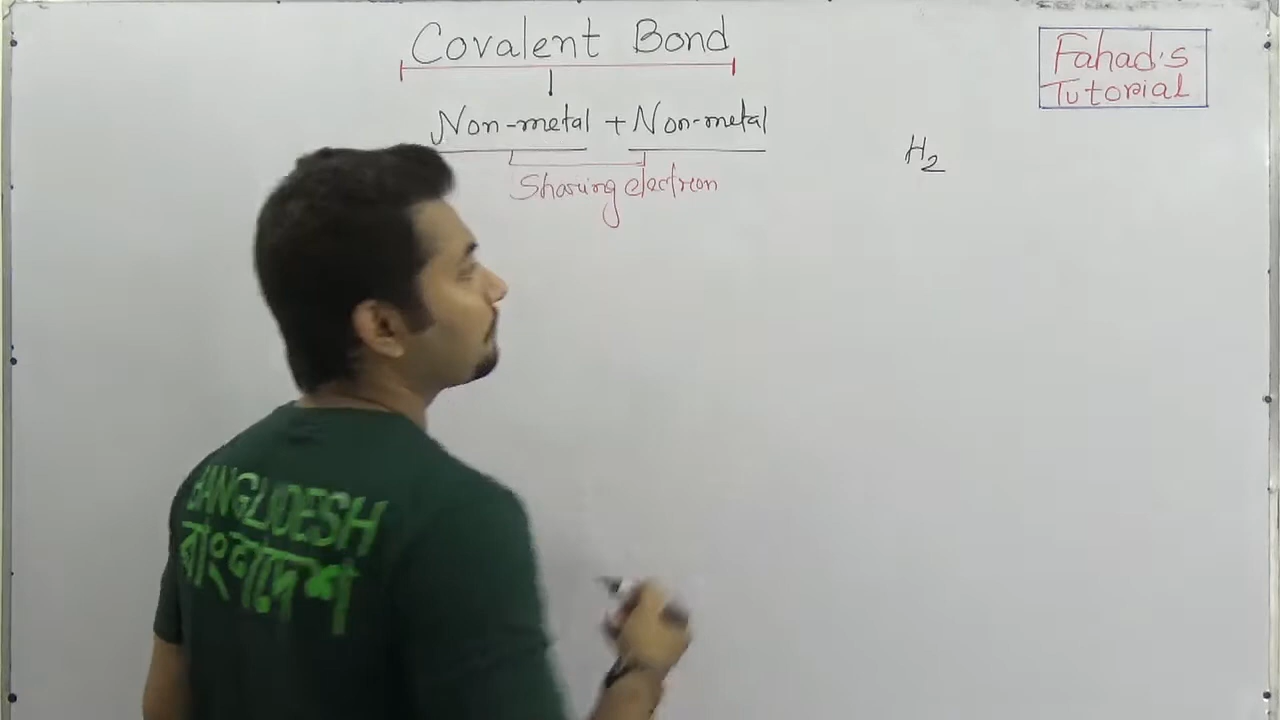 Covalent Bond
Non-metal + Non-metal
Sharing electron
H2
Fahad's
Tutorial
BANGLADESH
বাংলাদেশ